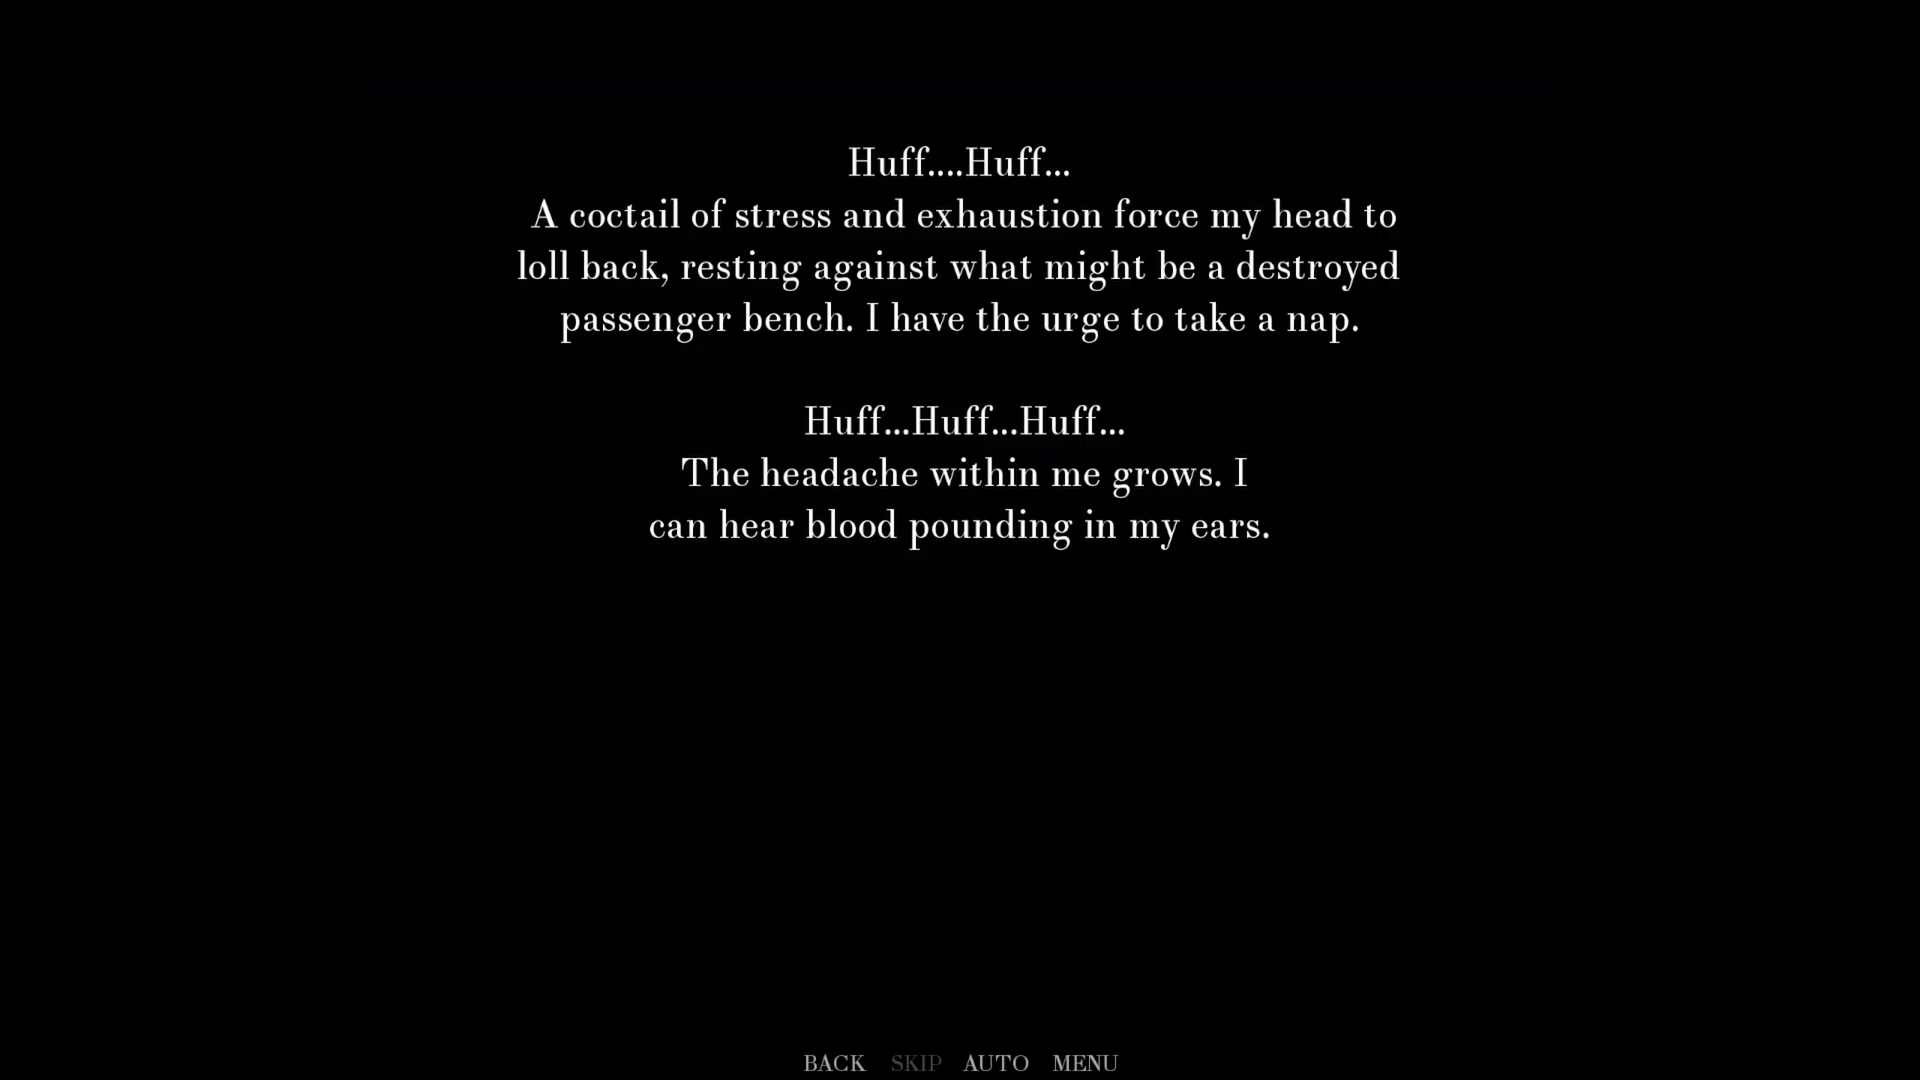 Huff....Huff...
A coctail of stress and exhaustion force my head to
loll back, resting against what might be a destroyed
passenger bench. I have the urge to take a nap.
Huff...Huff...Huff...
The headache within me grows. I
can hear blood pounding in my ears.
BACK SKIP AUTO MENU